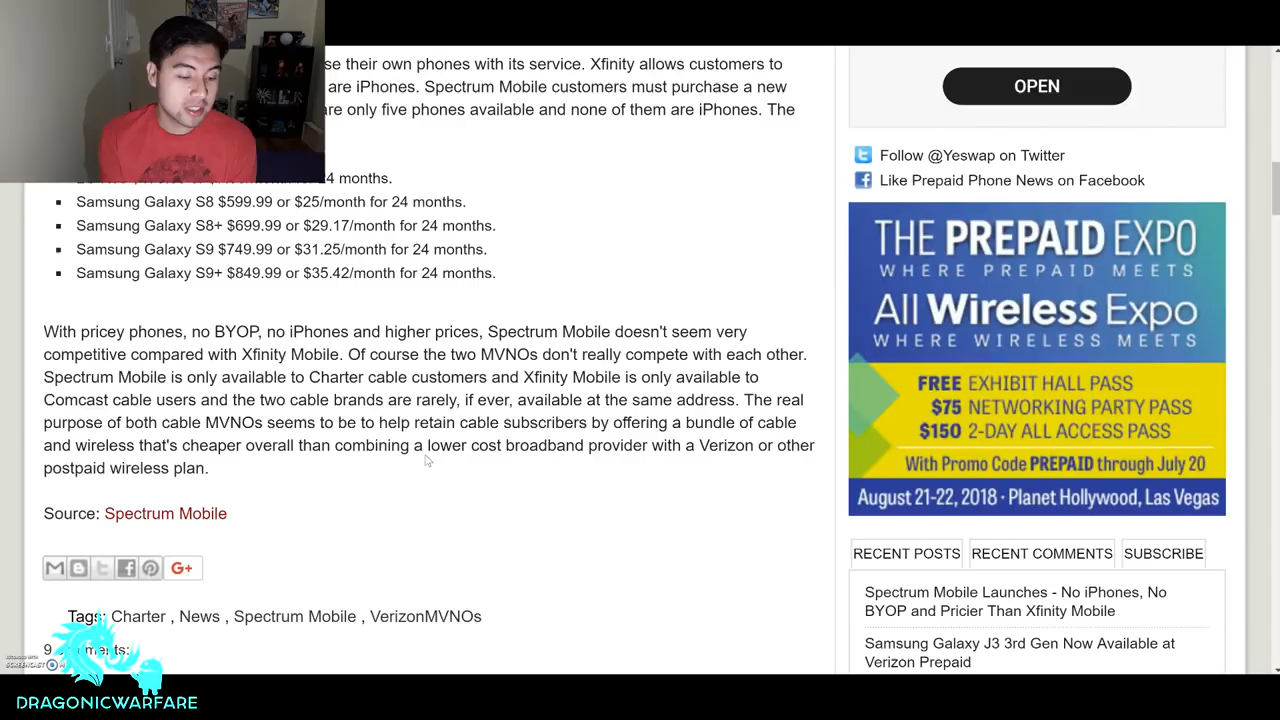 se their own phones with its service. Xfinity allows customers to
are iPhones. Spectrum Mobile customers must purchase a new
re only five phones available and none of them are iPhones. The
4 months.
▪ Samsung Galaxy S8 $599.99 or $25/month for 24 months.
▪ Samsung Galaxy S8+ $699.99 or $29.17/month for 24 months.
▪ Samsung Galaxy S9 $749.99 or $31.25/month for 24 months.
▪ Samsung Galaxy S9+ $849.99 or $35.42/month for 24 months.
With pricey phones, no BYOP, no iPhones and higher prices, Spectrum Mobile doesn't seem very
competitive compared with Xfinity Mobile. Of course the two MVNOs don't really compete with each other.
Spectrum Mobile is only available to Charter cable customers and Xfinity Mobile is only available to
Comcast cable users and the two cable brands are rarely, if ever, available at the same address. The real
purpose of both cable MVNOs seems to be to help retain cable subscribers by offering a bundle of cable
and wireless that's cheaper overall than combining a lower cost broadband provider with a Verizon or other
postpaid wireless plan.
Source: Spectrum Mobile
G+
Tags: Charter , News , Spectrum Mobile , VerizonMVNOs
9 comments:
SCREENCAST
DRAGONICWARFARE
OPEN
Follow @Yeswap on Twitter
Like Prepaid Phone News on Facebook
THE PREPAID EXPO
WHERE PREPAID MEETS
All Wireless Expo
WHERE WIRELESS MEETS
FREE EXHIBIT HALL PASS
$75 NETWORKING PARTY PASS
$150 2-DAY ALL ACCESS PASS
With Promo Code PREPAID through July 20
August 21-22, 2018 · Planet Hollywood, Las Vegas
RECENT POSTS RECENT COMMENTS SUBSCRIBE
Spectrum Mobile Launches - No iPhones, No
BYOP and Pricier Than Xfinity Mobile
Samsung Galaxy J3 3rd Gen Now Available at
Verizon Prepaid